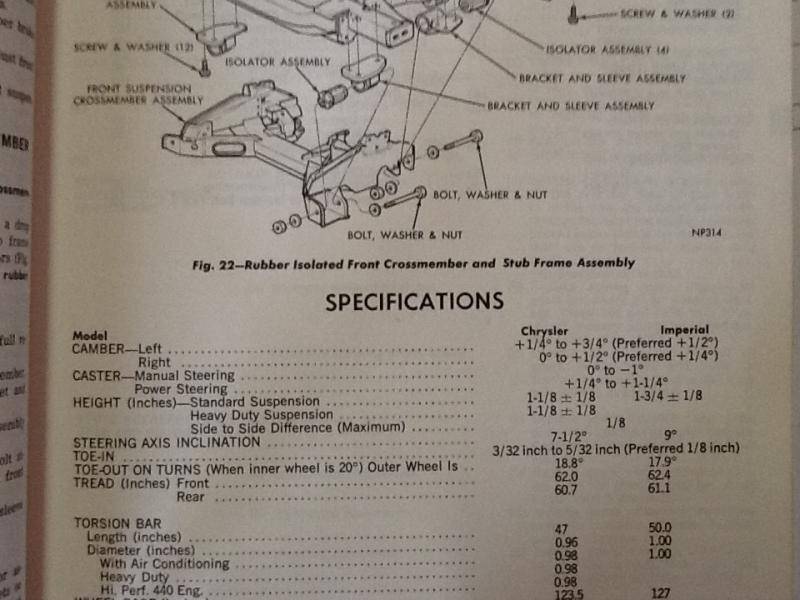 ASSEMBLY
SCREW & WASHER (2)
SCREW & WASHER (12)
ISOLATOR ASSEMBLY (4)
ISOLATOR ASSEMBLY
BRACKET AND SLEEVE ASSEMBLY
FRONT SUSPENSION
CROSSMEMBER ASSEMBLY
BRACKET AND SLEEVE ASSEMBLY
BOLT, WASHER & NUT
BOLT, WASHER & NUT
NP314
Fig. 22—Rubber Isolated Front Crossmember and Stub Frame Assembly
SPECIFICATIONS
Model Chrysler Imperial
CAMBER—Left +1/4° to +3/4° (Preferred +1/2°)
Right 0° to +1/2° (Preferred +1/4°)
CASTER—Manual Steering 0° to −1°
Power Steering +1/4° to +1-1/4°
HEIGHT (Inches)—Standard Suspension 1-1/8 ± 1/8 1-3/4 ± 1/8
Heavy Duty Suspension 1-1/8 ± 1/8
Side to Side Difference (Maximum) 1/8
STEERING AXIS INCLINATION 7-1/2° 9°
TOE-IN 3/32 inch to 5/32 inch (Preferred 1/8 inch)
TOE-OUT ON TURNS (When inner wheel is 20°) Outer Wheel Is 18.8° 17.9°
TREAD (Inches) Front 62.0 62.4
Rear 60.7 61.1
TORSION BAR
Length (inches) 47 50.0
Diameter (inches) 0.96 1.00
With Air Conditioning 0.98 1.00
Heavy Duty 0.98
Hi. Perf. 440 Eng. 0.98
123.5 127